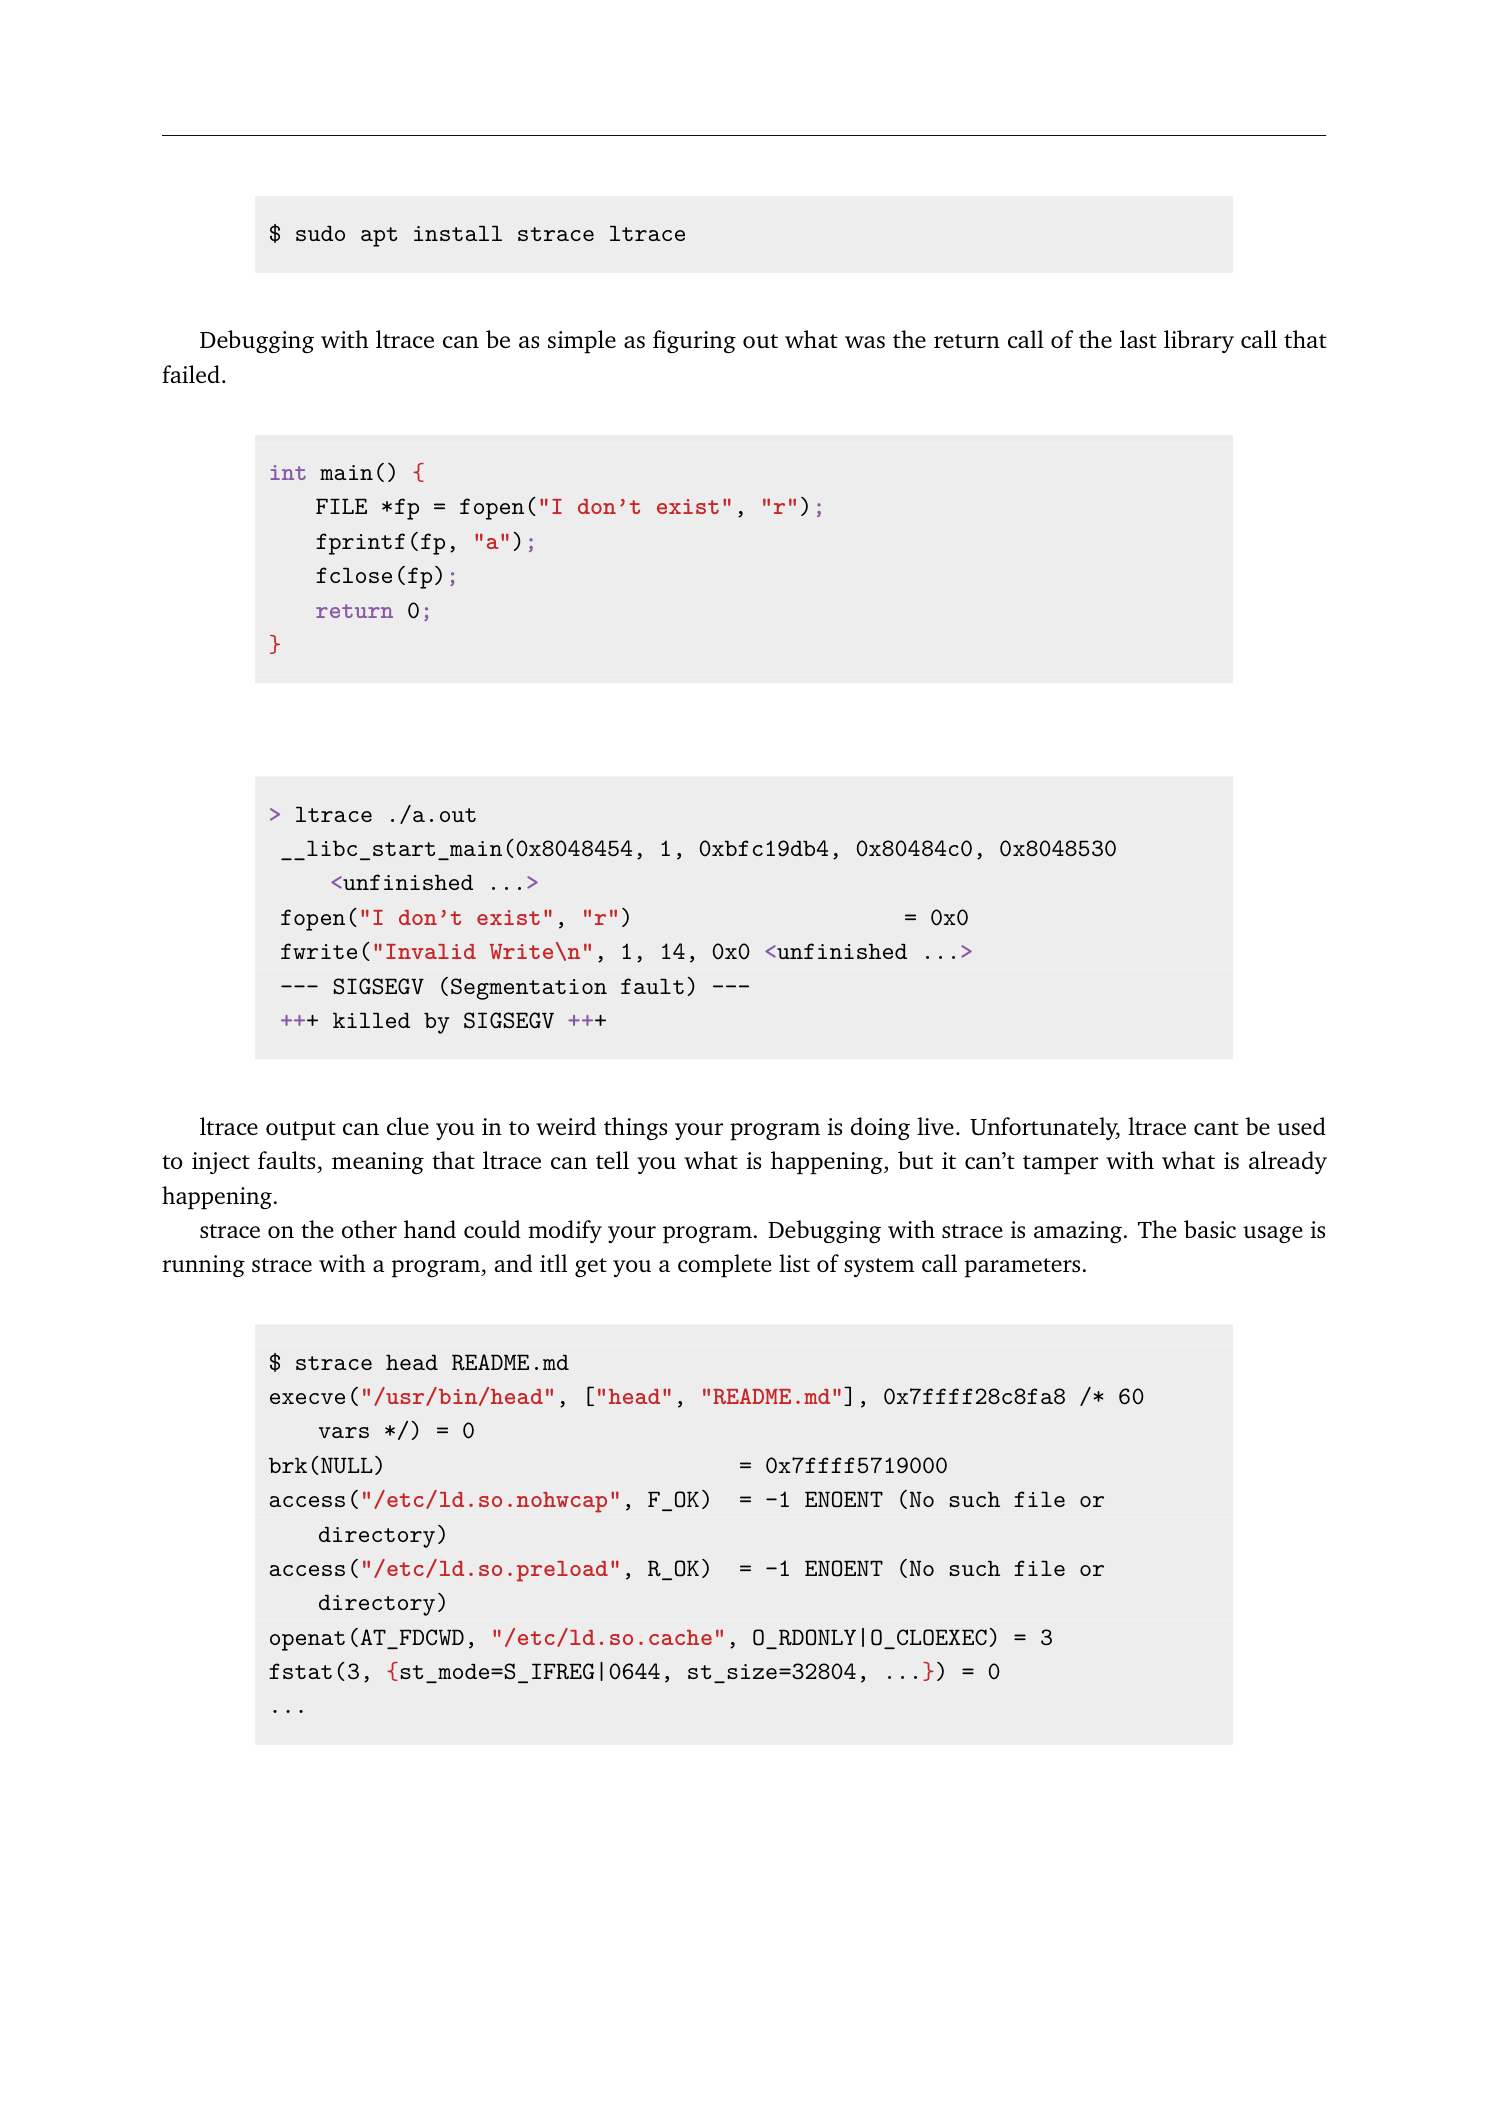 $ sudo apt install strace ltrace
Debugging with ltrace can be as simple as figuring out what was the return call of the last library call that
failed.
int main() {
FILE *fp = fopen("I don't exist", "r");
fprintf(fp, "a");
fclose(fp);
return 0;
}
> ltrace ./a.out
__libc_start_main(0x8048454, 1, 0xbfc19db4, 0x80484c0, 0x8048530
<unfinished ...>
fopen("I don't exist", "r") = 0x0
fwrite("Invalid Write\n", 1, 14, 0x0 <unfinished ...>
--- SIGSEGV (Segmentation fault) ---
+++ killed by SIGSEGV +++
ltrace output can clue you in to weird things your program is doing live. Unfortunately, ltrace cant be used
to inject faults, meaning that ltrace can tell you what is happening, but it can't tamper with what is already
happening.
strace on the other hand could modify your program. Debugging with strace is amazing. The basic usage is
running strace with a program, and itll get you a complete list of system call parameters.
$ strace head README.md
execve("/usr/bin/head", ["head", "README.md"], 0x7ffff28c8fa8 /* 60
vars */) = 0
brk(NULL) = 0x7ffff5719000
access("/etc/ld.so.nohwcap", F_OK) = -1 ENOENT (No such file or
directory)
access("/etc/ld.so.preload", R_OK) = -1 ENOENT (No such file or
directory)
openat(AT_FDCWD, "/etc/ld.so.cache", O_RDONLY|O_CLOEXEC) = 3
fstat(3, {st_mode=S_IFREG|0644, st_size=32804, ...}) = 0
...